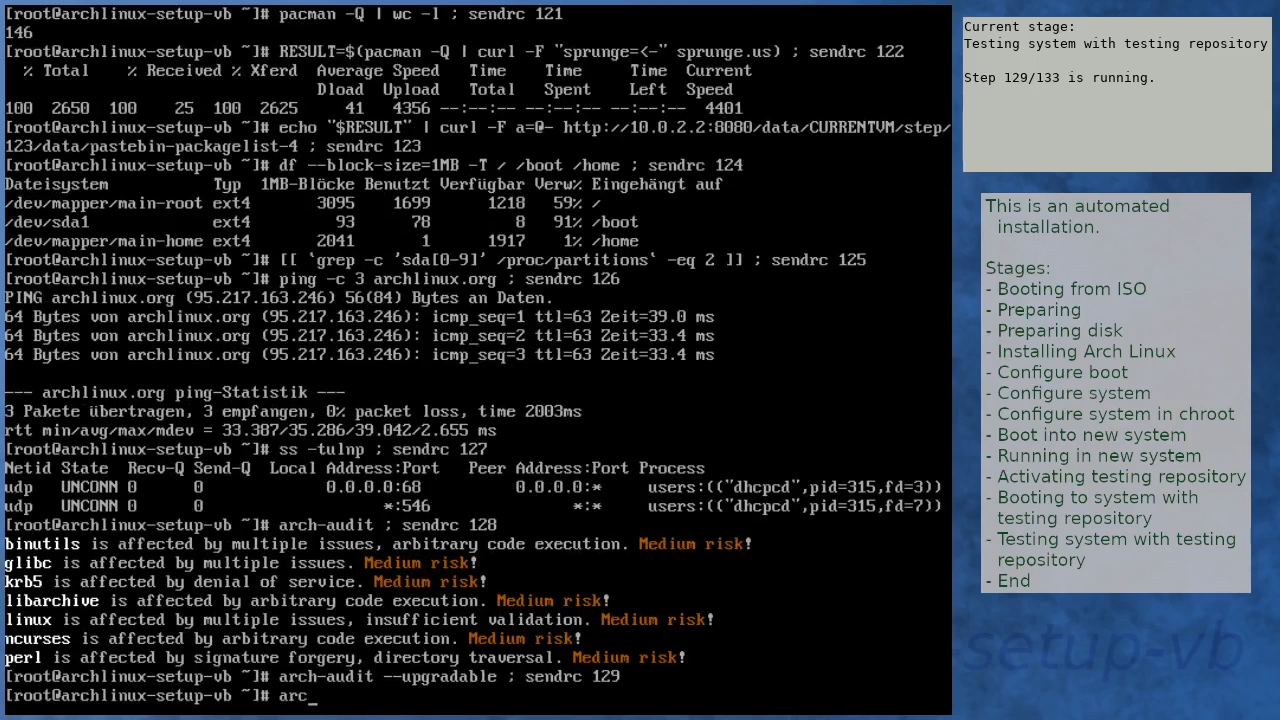 [root@archlinux-setup-vb ~]# pacman -Q | wc -l ; sendrc 121
146
[root@archlinux-setup-vb ~]# RESULT=$(pacman -Q | curl -F "sprunge=<-" sprunge.us) ; sendrc 122
  % Total    % Received % Xferd  Average Speed   Time    Time     Time  Current
                                 Dload  Upload   Total   Spent    Left  Speed
100  2650  100    25  100  2625     41   4356 --:--:-- --:--:-- --:--:--  4401
[root@archlinux-setup-vb ~]# echo "$RESULT" | curl -F a=@- http://10.0.2.2:8080/data/CURRENTVM/step/
123/data/pastebin-packagelist-4 ; sendrc 123
[root@archlinux-setup-vb ~]# df --block-size=1MB -T / /boot /home ; sendrc 124
Dateisystem           Typ  1MB-Blöcke Benutzt Verfügbar Verw% Eingehängt auf
/dev/mapper/main-root ext4       3095    1699      1218   59% /
/dev/sda1             ext4         93      78         8   91% /boot
/dev/mapper/main-home ext4       2041       1      1917    1% /home
[root@archlinux-setup-vb ~]# [[ `grep -c 'sda[0-9]' /proc/partitions` -eq 2 ]] ; sendrc 125
[root@archlinux-setup-vb ~]# ping -c 3 archlinux.org ; sendrc 126
PING archlinux.org (95.217.163.246) 56(84) Bytes an Daten.
64 Bytes von archlinux.org (95.217.163.246): icmp_seq=1 ttl=63 Zeit=39.0 ms
64 Bytes von archlinux.org (95.217.163.246): icmp_seq=2 ttl=63 Zeit=33.4 ms
64 Bytes von archlinux.org (95.217.163.246): icmp_seq=3 ttl=63 Zeit=33.4 ms
--- archlinux.org ping-Statistik ---
3 Pakete übertragen, 3 empfangen, 0% packet loss, time 2003ms
rtt min/avg/max/mdev = 33.387/35.286/39.042/2.655 ms
[root@archlinux-setup-vb ~]# ss -tulnp ; sendrc 127
Netid State  Recv-Q Send-Q  Local Address:Port   Peer Address:Port Process
udp   UNCONN 0      0             0.0.0.0:68          0.0.0.0:*     users:(("dhcpcd",pid=315,fd=3))
udp   UNCONN 0      0                   *:546               *:*     users:(("dhcpcd",pid=315,fd=7))
[root@archlinux-setup-vb ~]# arch-audit ; sendrc 128
binutils is affected by multiple issues, arbitrary code execution. Medium risk!
glibc is affected by multiple issues. Medium risk!
krb5 is affected by denial of service. Medium risk!
libarchive is affected by arbitrary code execution. Medium risk!
linux is affected by multiple issues, insufficient validation. Medium risk!
ncurses is affected by arbitrary code execution. Medium risk!
perl is affected by signature forgery, directory traversal. Medium risk!
[root@archlinux-setup-vb ~]# arch-audit --upgradable ; sendrc 129
[root@archlinux-setup-vb ~]# arc_
Current stage:
Testing system with testing repository
Step 129/133 is running.
This is an automated
installation.
Stages:
- Booting from ISO
- Preparing
- Preparing disk
- Installing Arch Linux
- Configure boot
- Configure system
- Configure system in chroot
- Boot into new system
- Running in new system
- Activating testing repository
- Booting to system with
testing repository
- Testing system with testing
repository
- End
setup-vb